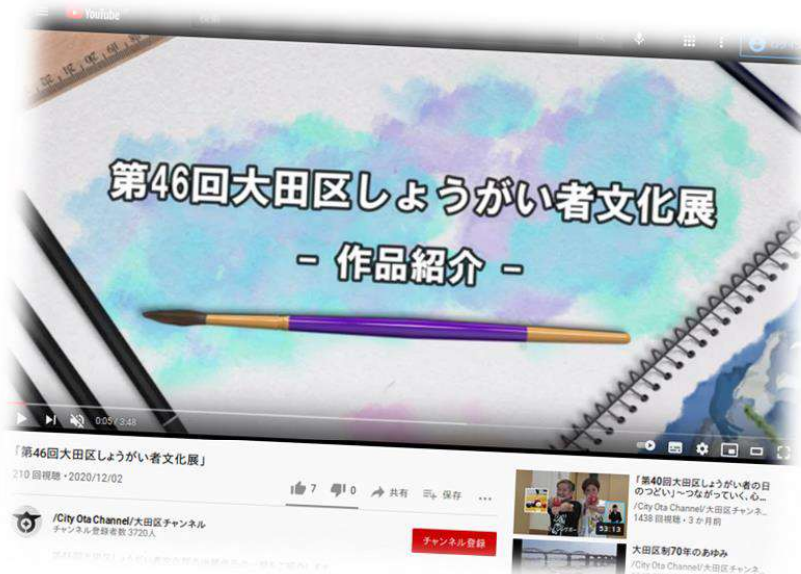 YouTube
第46回大田区しょうがい者文化展
- 作品紹介 -
0:05 / 3:48
「第46回大田区しょうがい者文化展」
210 回視聴・2020/12/02
7
0
共有
保存
/City Ota Channel/大田区チャンネル
チャンネル登録者数 3720人
チャンネル登録
53:13
「第40回大田区しょうがい者の日
のつどい」～つながっていく、心...
/City Ota Channel/大田区チャンネ...
1438 回視聴・3 か月前
大田区制70年のあゆみ
/City Ota Channel/大田区チャンネ...